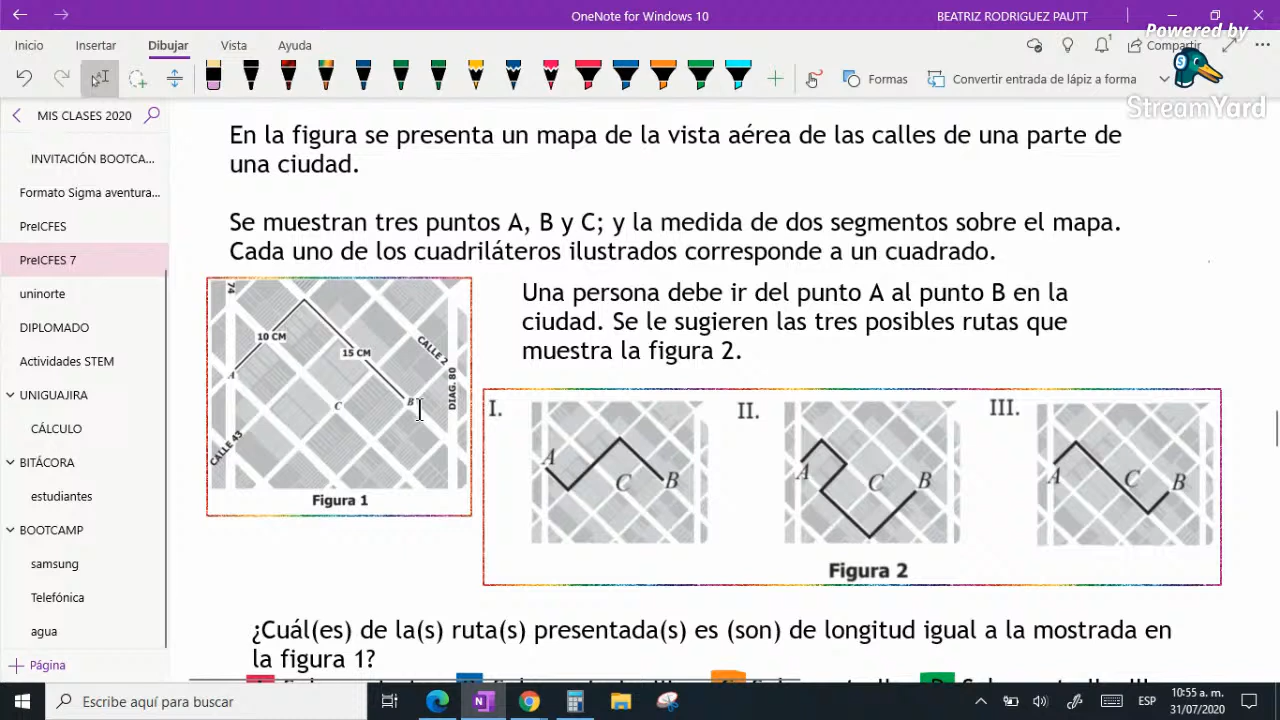 OneNote for Windows 10
BEATRIZ RODRIGUEZ PAUTT
Powered by
StreamYard
Inicio
Insertar
Dibujar
Vista
Ayuda
Compartir
Formas
Convertir entrada de lápiz a forma
MIS CLASES 2020
INVITACIÓN BOOTCA...
Formato Sigma aventura...
PreICFES
PreICFES 7
uninorte
DIPLOMADO
Actividades STEM
UNIGUAJIRA
CÁLCULO
BITÁCORA
estudiantes
BOOTCAMP
samsung
Telefónica
agua
Página
En la figura se presenta un mapa de la vista aérea de las calles de una parte de
una ciudad.
Se muestran tres puntos A, B y C; y la medida de dos segmentos sobre el mapa.
Cada uno de los cuadriláteros ilustrados corresponde a un cuadrado.
74
10 CM
15 CM
CALLE 2
DIAG. 80
CALLE 43
A
C
B
Figura 1
Una persona debe ir del punto A al punto B en la
ciudad. Se le sugieren las tres posibles rutas que
muestra la figura 2.
I.
A
C
B
II.
A
C
B
III.
A
C
B
Figura 2
¿Cuál(es) de la(s) ruta(s) presentada(s) es (son) de longitud igual a la mostrada en
la figura 1?
Escribe aquí para buscar
ESP
10:55 a. m.
31/07/2020